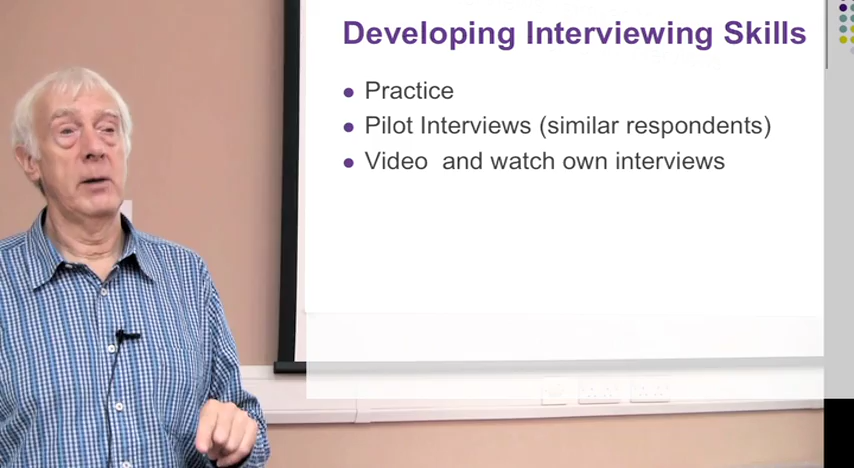 Developing Interviewing Skills
Practice
Pilot Interviews (similar respondents)
Video and watch own interviews